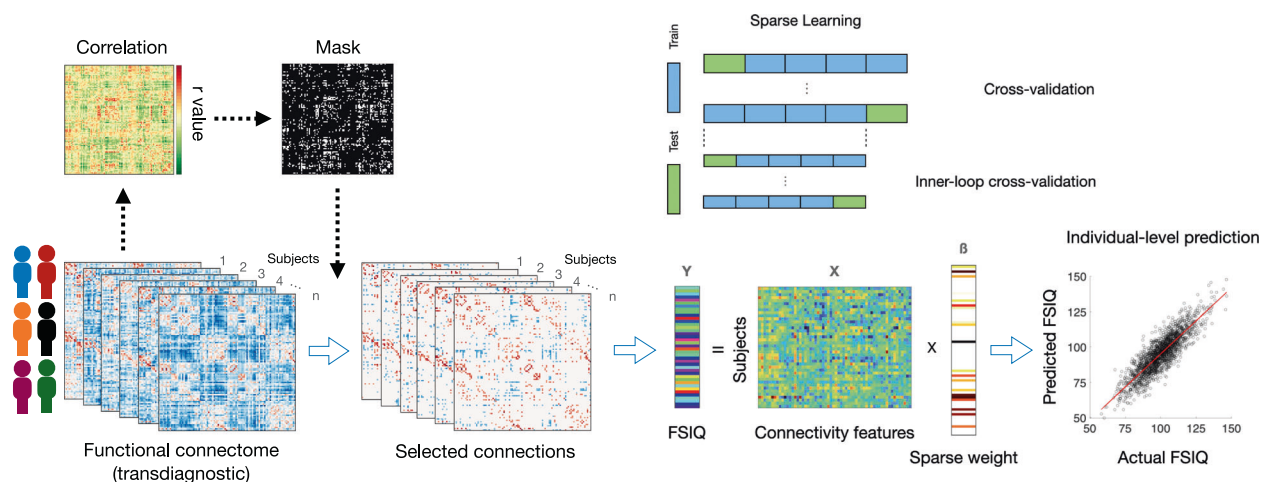 Correlation
r value
Mask
Subjects
1
2
3
4
n
Functional connectome
(transdiagnostic)
Subjects
1
2
3
4
n
Selected connections
Sparse Learning
Train
Test
Cross-validation
Inner-loop cross-validation
Y
FSIQ
=
Subjects
X
Connectivity features
X
ß
Sparse weight
Individual-level prediction
Predicted FSIQ
150
125
100
75
50
50
75
100
125
150
Actual FSIQ